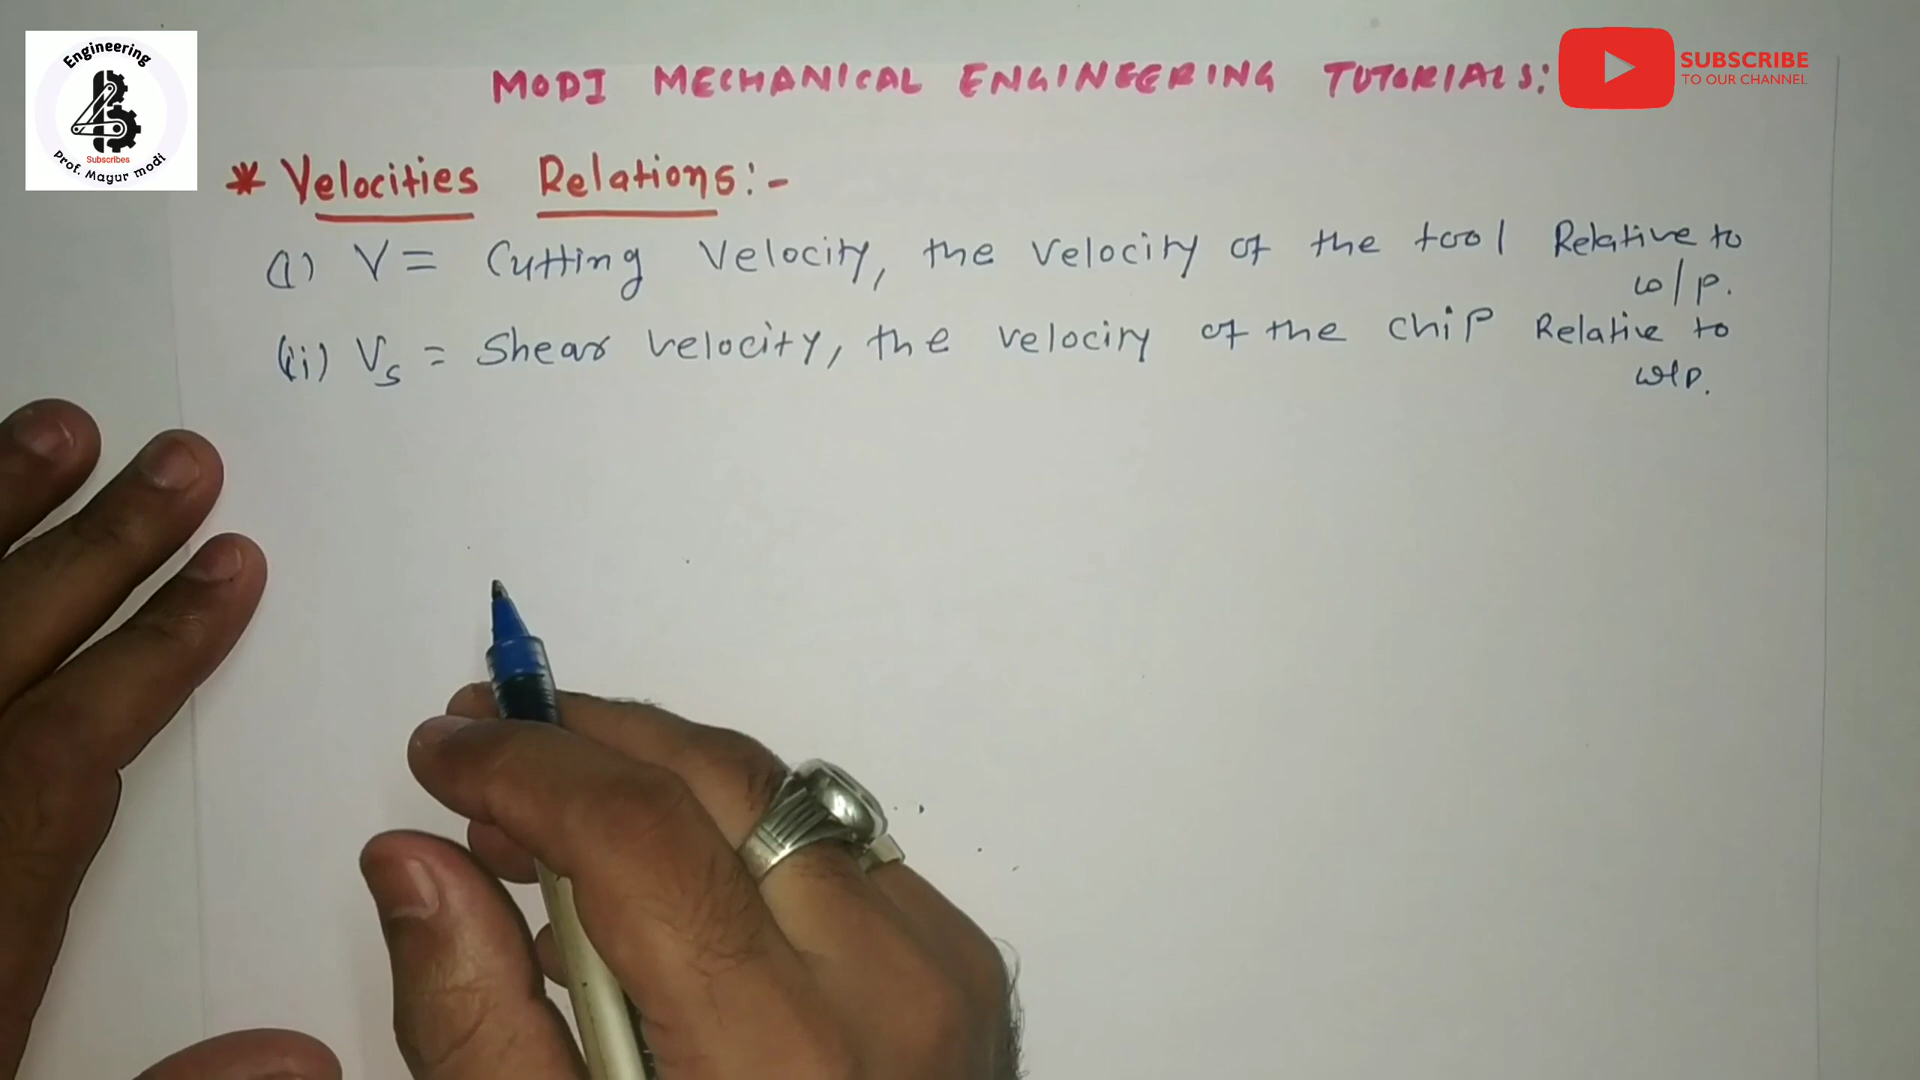 Engineering
Subscribes
Prof. Mayur modi
MODI MECHANICAL ENGINEERING TUTORIALS:
SUBSCRIBE
TO OUR CHANNEL
* Velocities Relations:-
(i) V = Cutting Velocity, the velocity of the tool Relative to
w/p.
(ii) Vs = Shear velocity, the velocity of the chip Relative to
w/p.